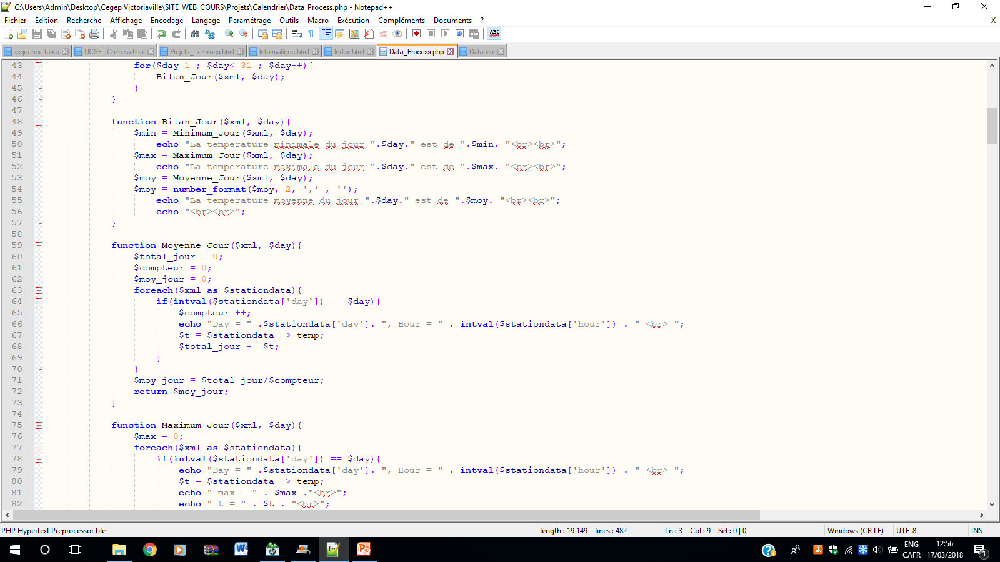 C:\Users\Admin\Desktop\Cegep Victoriaville\SITE_WEB_COURS\Projets\Calendrier\Data_Process.php - Notepad++
Fichier Édition Recherche Affichage Encodage Langage Paramétrage Outils Macro Exécution Compléments Documents ? X
ABC
sequence.fasta UCSF - Chimera.html Projets_Termines.html Informatique.html Index.html Data_Process.php Data.xml
43 for($day=1 ; $day<=31 ; $day++){
44 Bilan_Jour($xml, $day);
45 }
46 }
47
48 function Bilan_Jour($xml, $day){
49 $min = Minimum_Jour($xml, $day);
50 echo "La temperature minimale du jour ".$day." est de ".$min. "<br><br>";
51 $max = Maximum_Jour($xml, $day);
52 echo "La temperature maximale du jour ".$day." est de ".$max. "<br><br>";
53 $moy = Moyenne_Jour($xml, $day);
54 $moy = number_format($moy, 2, ',' , '');
55 echo "La temperature moyenne du jour ".$day." est de ".$moy. "<br><br>";
56 echo "<br><br>";
57 }
58
59 function Moyenne_Jour($xml, $day){
60 $total_jour = 0;
61 $compteur = 0;
62 $moy_jour = 0;
63 foreach($xml as $stationdata){
64 if(intval($stationdata['day']) == $day){
65 $compteur ++;
66 echo "Day = " .$stationdata['day']. ", Hour = " . intval($stationdata['hour']) . " <br> ";
67 $t = $stationdata -> temp;
68 $total_jour += $t;
69 }
70 }
71 $moy_jour = $total_jour/$compteur;
72 return $moy_jour;
73 }
74
75 function Maximum_Jour($xml, $day){
76 $max = 0;
77 foreach($xml as $stationdata){
78 if(intval($stationdata['day']) == $day){
79 echo "Day = " .$stationdata['day']. ", Hour = " . intval($stationdata['hour']) . " <br> ";
80 $t = $stationdata -> temp;
81 echo " max = " . $max ."<br>";
82 echo " t = " . $t . "<br>";
PHP Hypertext Preprocessor file length : 19 149 lines : 482 Ln : 3 Col : 9 Sel : 0 | 0 Windows (CR LF) UTF-8 INS
ENG 12:56
CAFR 17/03/2018 1